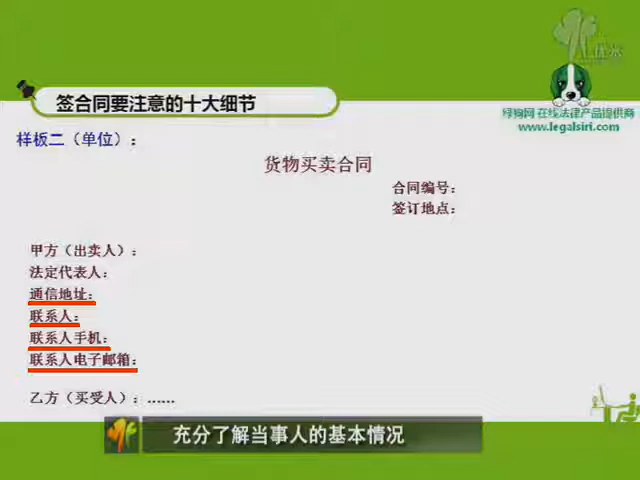 优米
签合同要注意的十大细节
绿狗网 在线法律产品提供商
www.legalsiri.com
样板二（单位）：
货物买卖合同
合同编号：
签订地点：
甲方（出卖人）：
法定代表人：
通信地址：
联系人：
联系人手机：
联系人电子邮箱：
乙方（买受人）：……
充分了解当事人的基本情况